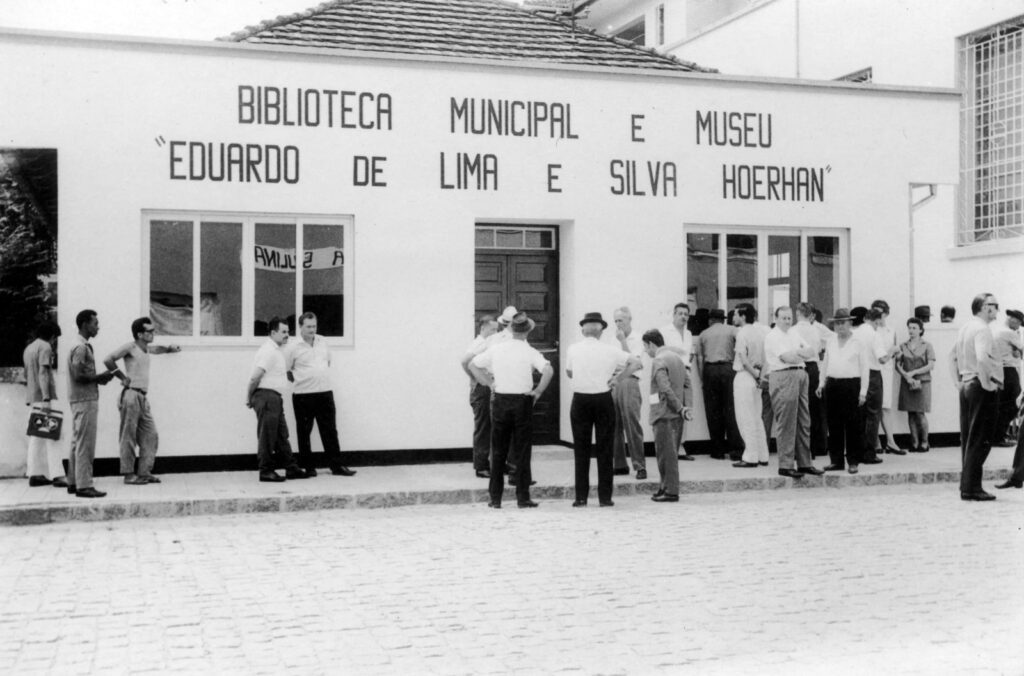 BIBLIOTECA MUNICIPAL E MUSEU
"EDUARDO DE LIMA E SILVA HOERHAN"